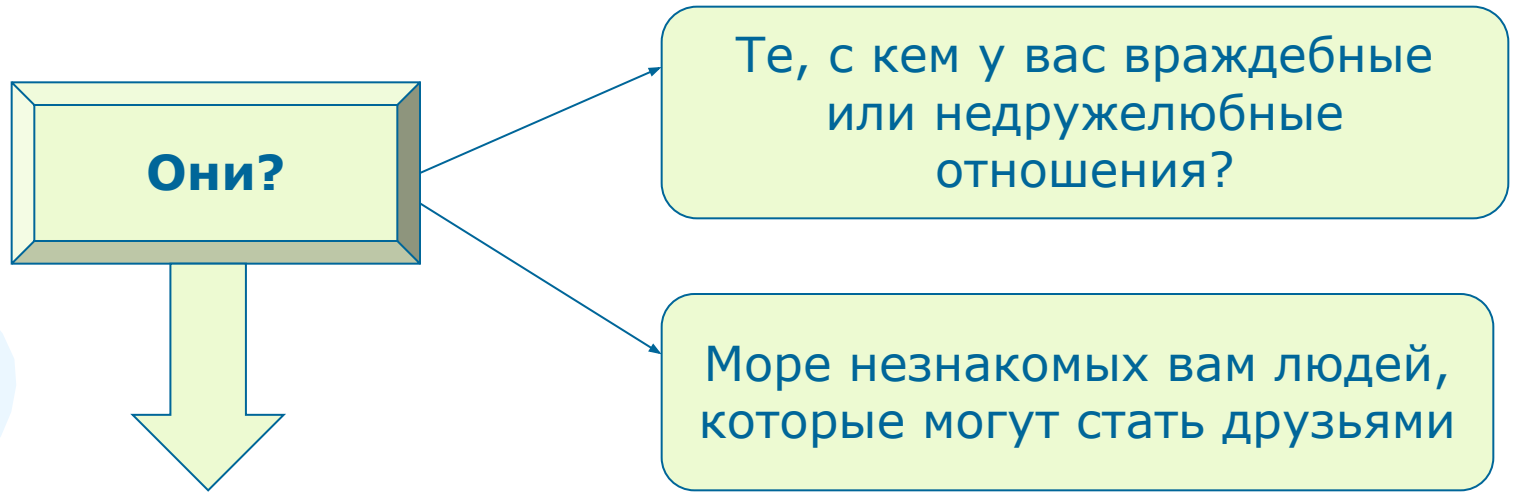 Они?
Те, с кем у вас враждебные
или недружелюбные
отношения?
Море незнакомых вам людей,
которые могут стать друзьями